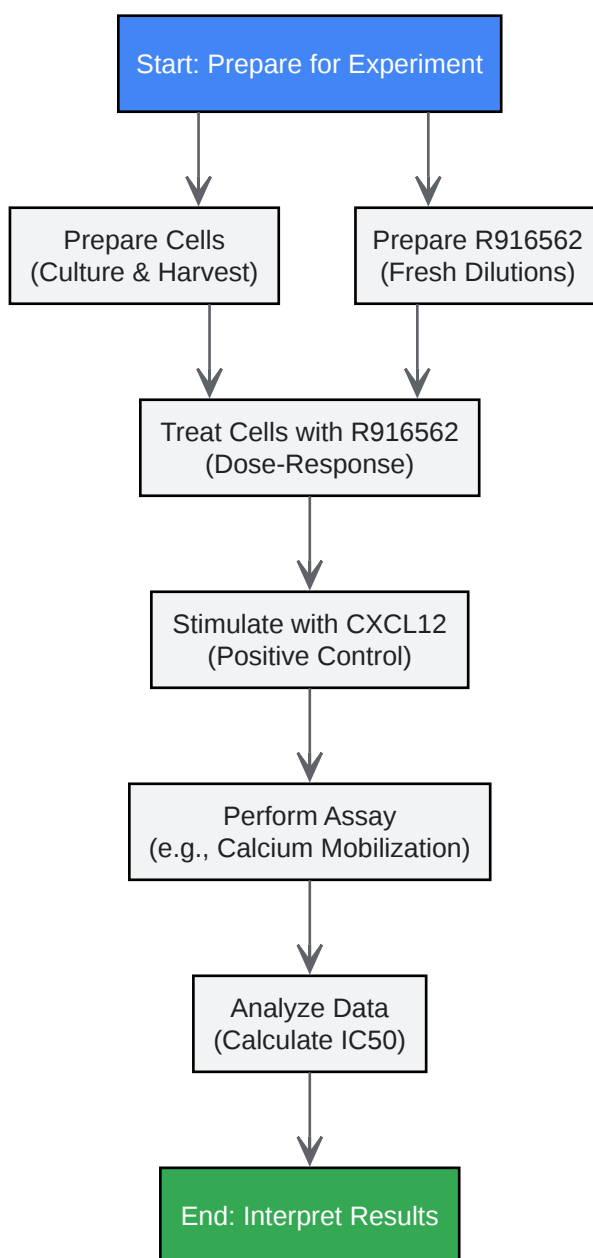 Start: Prepare for Experiment
Prepare Cells
(Culture & Harvest)
Prepare R916562
(Fresh Dilutions)
Treat Cells with R916562
(Dose-Response)
Stimulate with CXCL12
(Positive Control)
Perform Assay
(e.g., Calcium Mobilization)
Analyze Data
(Calculate IC50)
End: Interpret Results